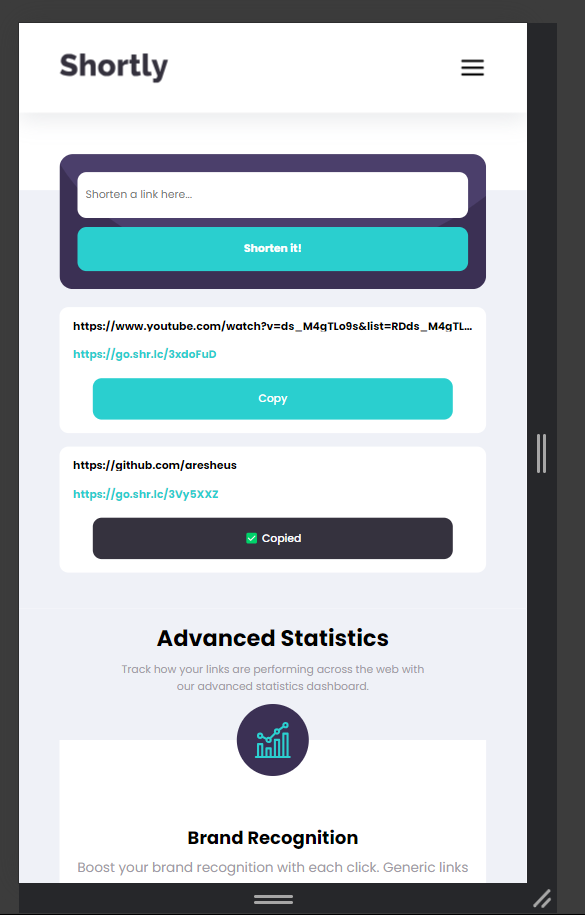 Shortly
Shorten a link here...
Shorten it!
https://www.youtube.com/watch?v=ds_M4gTLo9s&list=RDds_M4gTL...
https://go.shr.lc/3xdoFuD
Copy
https://github.com/aresheus
https://go.shr.lc/3Vy5XXZ
✅ Copied
Advanced Statistics
Track how your links are performing across the web with
our advanced statistics dashboard.
Brand Recognition
Boost your brand recognition with each click. Generic links